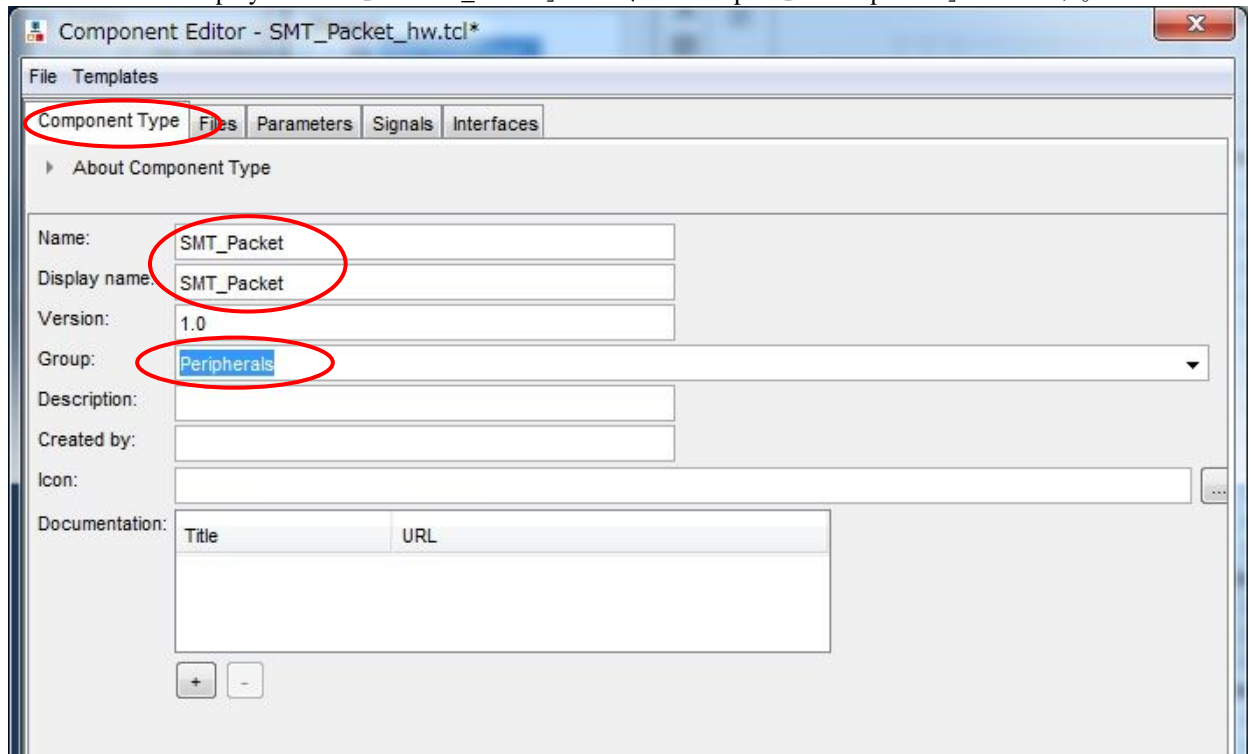 Component Editor - SMT_Packet_hw.tcl*
File Templates
Component Type Files Parameters Signals Interfaces
About Component Type
Name: SMT_Packet
Display name: SMT_Packet
Version: 1.0
Group: Peripherals
Description:
Created by:
Icon: ...
Documentation: Title URL
+ -